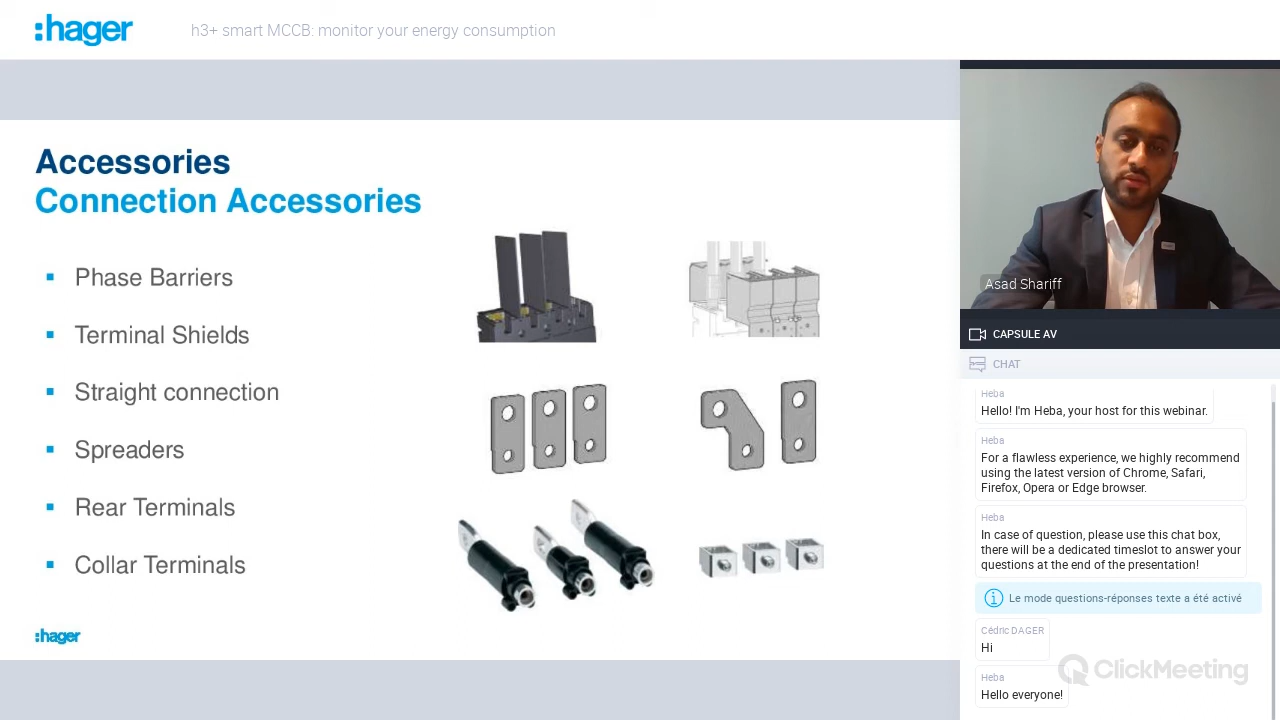 :hager
h3+ smart MCCB: monitor your energy consumption
Accessories
Connection Accessories
Phase Barriers
Terminal Shields
Straight connection
Spreaders
Rear Terminals
Collar Terminals
:hager
Asad Shariff
CAPSULE AV
CHAT
Heba
Hello! I'm Heba, your host for this webinar.
Heba
For a flawless experience, we highly recommend
using the latest version of Chrome, Safari,
Firefox, Opera or Edge browser.
Heba
In case of question, please use this chat box,
there will be a dedicated timeslot to answer your
questions at the end of the presentation!
Le mode questions-réponses texte a été activé
Cédric DAGER
Hi
Heba
Hello everyone!
ClickMeeting